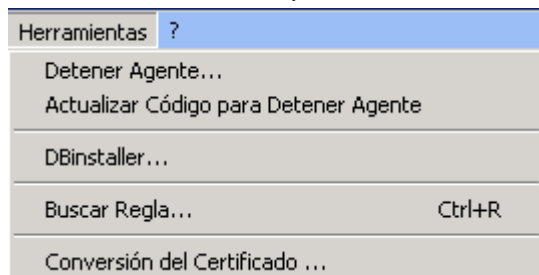 Herramientas ?
Detener Agente...
Actualizar Código para Detener Agente
DBinstaller...
Buscar Regla... Ctrl+R
Conversión del Certificado ...